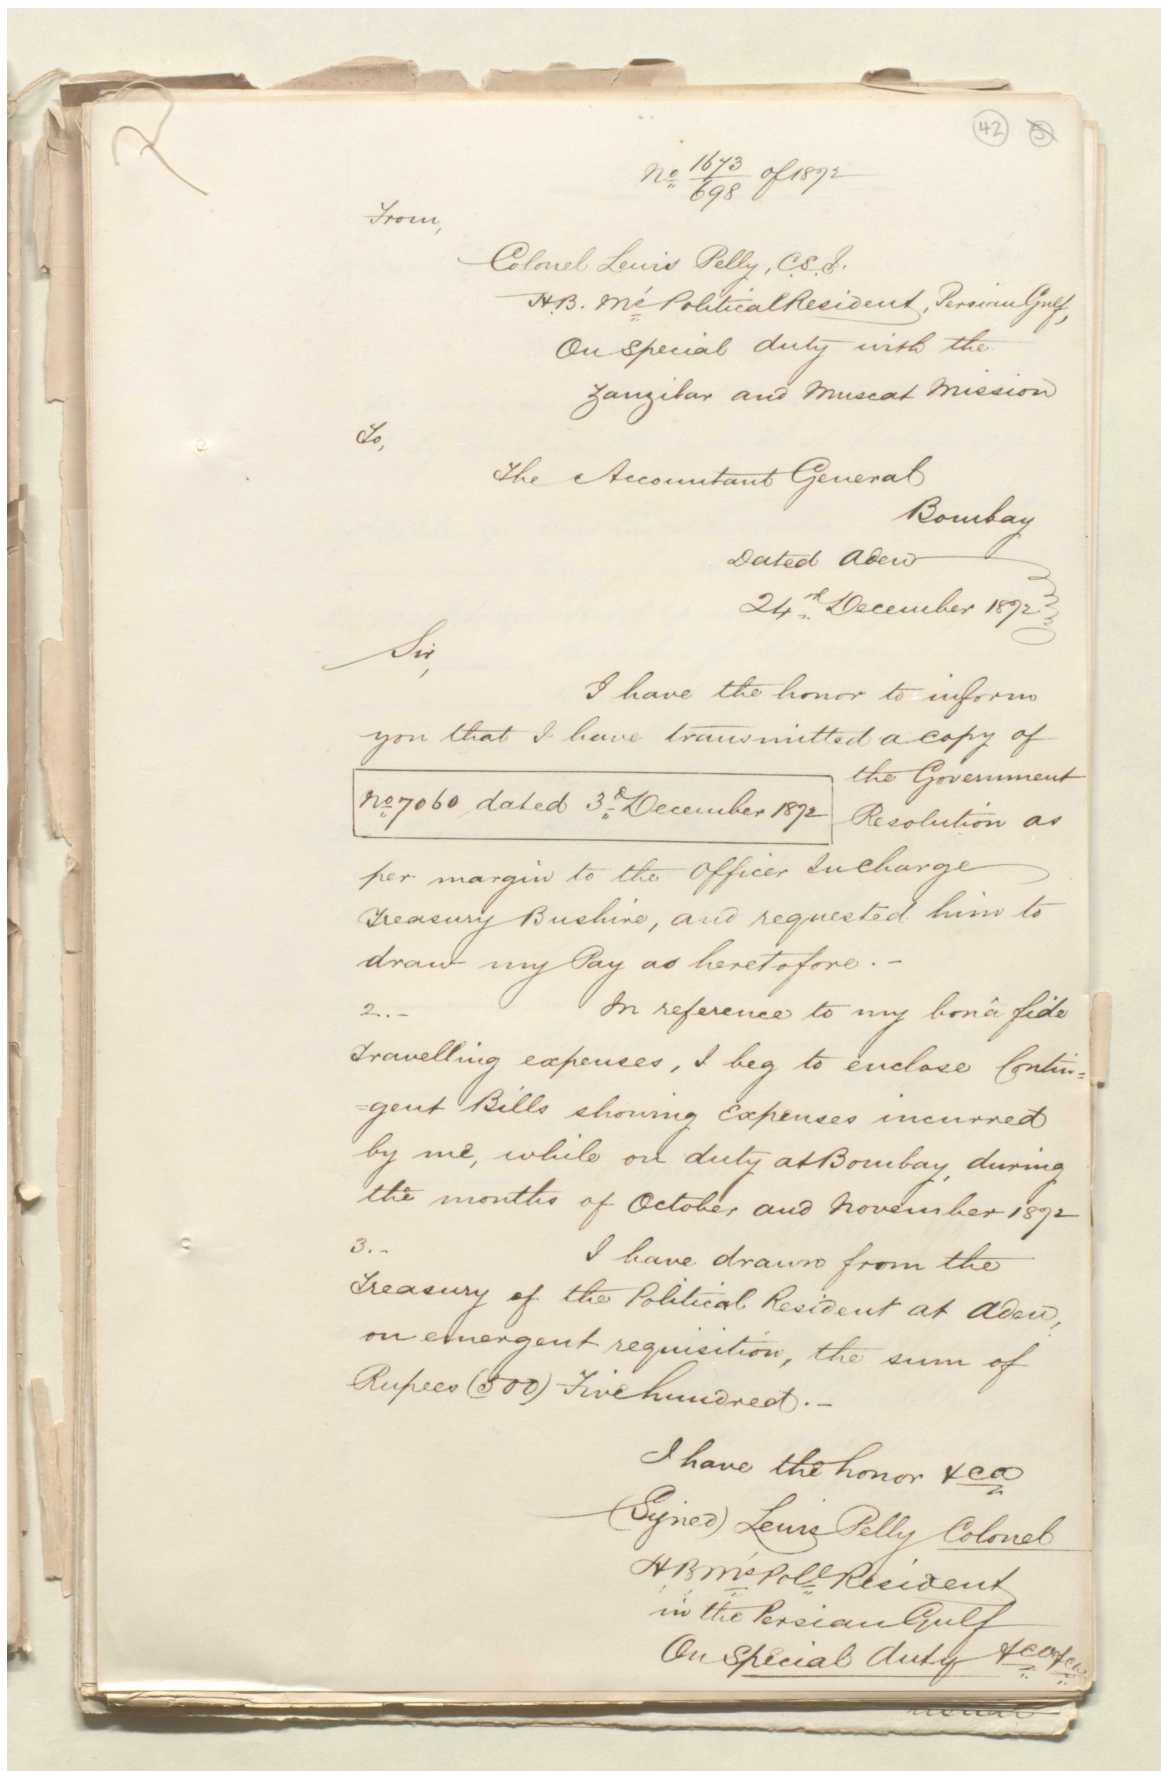 42 5
No 1673/698 of 1872
From,
Colonel Lewis Pelly, C.S.I.
H.B. M's Political Resident, Persian Gulf,
On special duty with the
Zanzibar and Muscat Mission
To,
The Accountant General
Bombay
Dated Aden
24th December 1872
Sir,
I have the honor to inform
you that I have transmitted a copy of
the Government
No 7060 dated 3d December 1872
Resolution as
per margin to the Officer In charge
Treasury Bushire, and requested him to
draw my Pay as heretofore. -
2. - In reference to my bonâ fide
travelling expenses, I beg to enclose Contin=
=gent Bills showing Expenses incurred
by me, while on duty at Bombay, during
the months of October and November 1872
3. - I have drawn from the
Treasury of the Political Resident at Aden,
on emergent requisition, the sum of
Rupees (500) Five hundred. -
I have the honor &ca
(Signed) Lewis Pelly Colonel
H B M's Poll Resident
in the Persian Gulf
On special duty &ca &ca